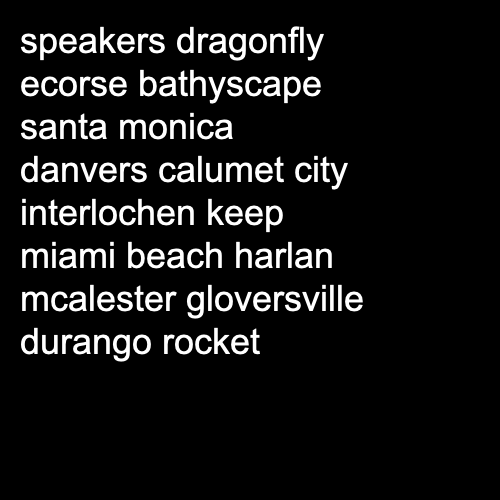 speakers dragonfly
ecorse bathyscape
santa monica
danvers calumet city
interlochen keep
miami beach harlan
mcalester gloversville
durango rocket